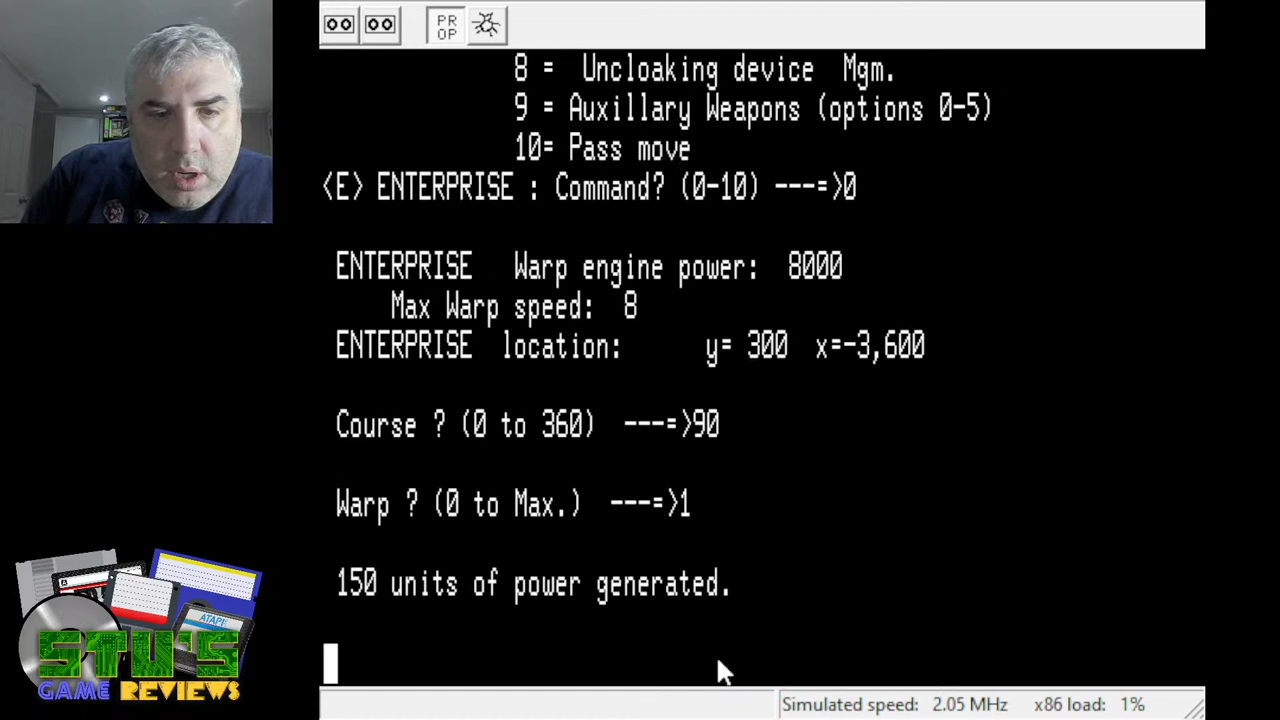 PR
OP
8 = Uncloaking device Mgm.
9 = Auxillary Weapons (options 0-5)
10= Pass move
<E> ENTERPRISE : Command? (0-10) ---=>0
ENTERPRISE Warp engine power: 8000
Max Warp speed: 8
ENTERPRISE location: y= 300 x=-3,600
Course ? (0 to 360) ---=>90
Warp ? (0 to Max.) ---=>1
150 units of power generated.
ATARI
STU'S
GAME REVIEWS
Simulated speed: 2.05 MHz x86 load: 1%